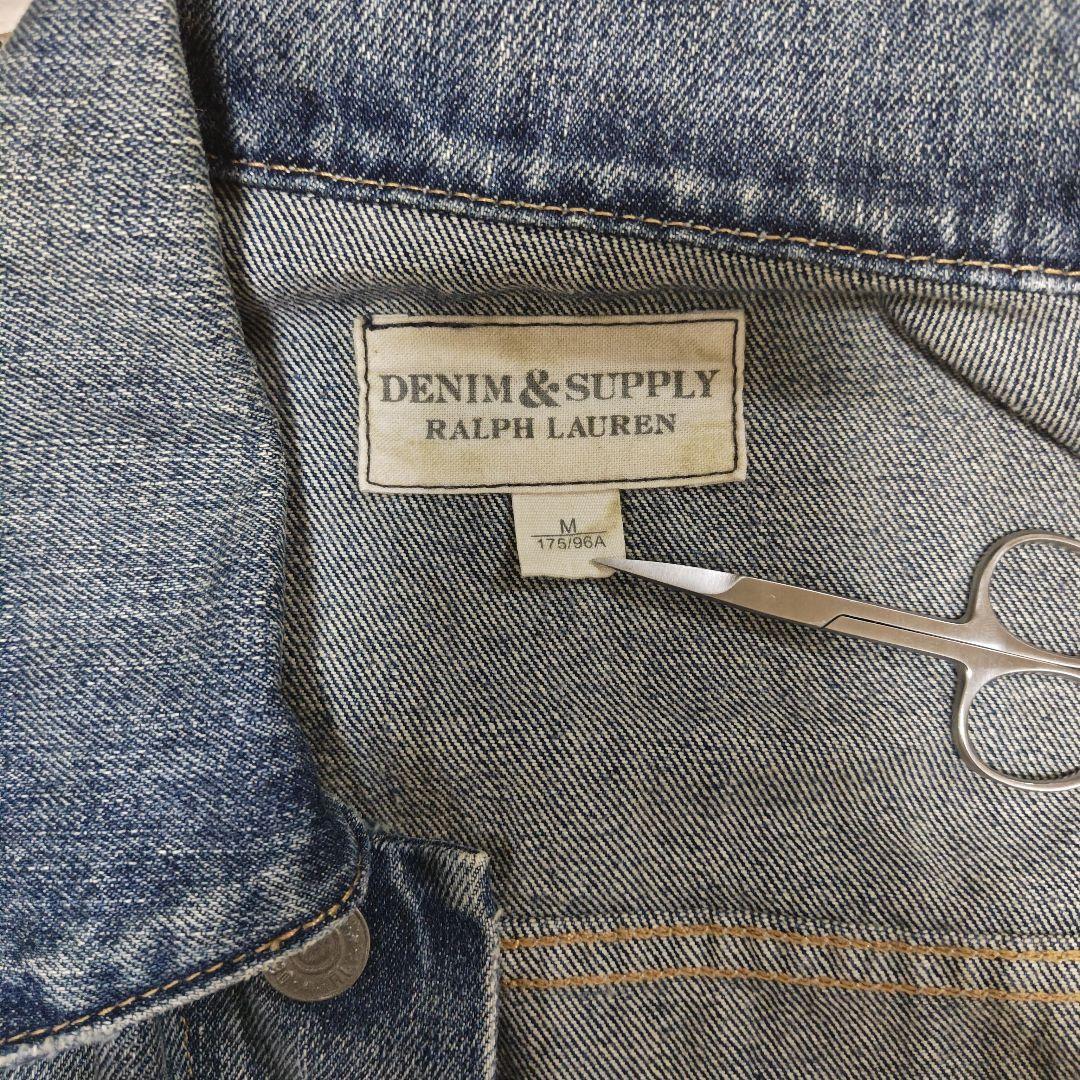 DENIM & SUPPLY
RALPH LAUREN
M
175/96A